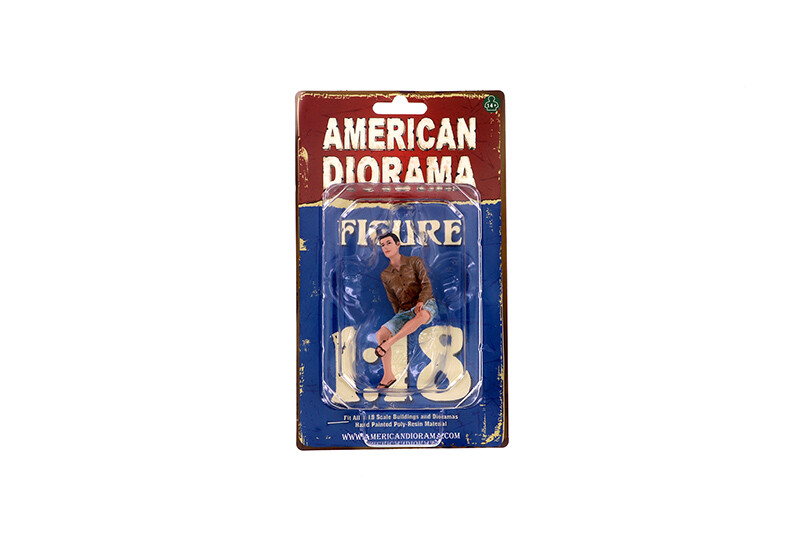 14+
AMERICAN
DIORAMA
FIGURE
1:18
Fit All 1:18 Scale Buildings and Dioramas
Hand Painted Poly-Resin Material
WWW.AMERICANDIORAMA.COM